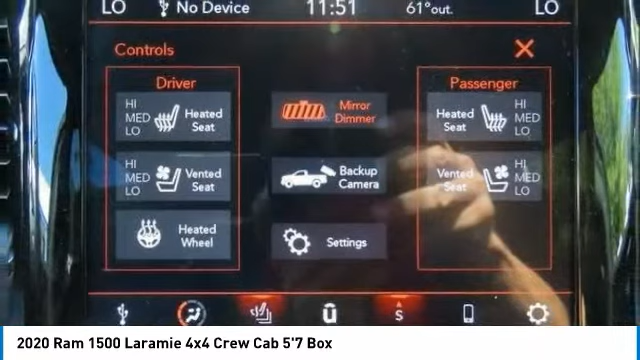 LO No Device 11:51 61°out. LO
Controls
Driver
Passenger
HI
MED
LO
Heated
Seat
Mirror
Dimmer
Heated
Seat
HI
MED
LO
HI
MED
LO
Vented
Seat
Backup
Camera
Vented
Seat
HI
MED
LO
Heated
Wheel
Settings
S
2020 Ram 1500 Laramie 4x4 Crew Cab 5'7 Box